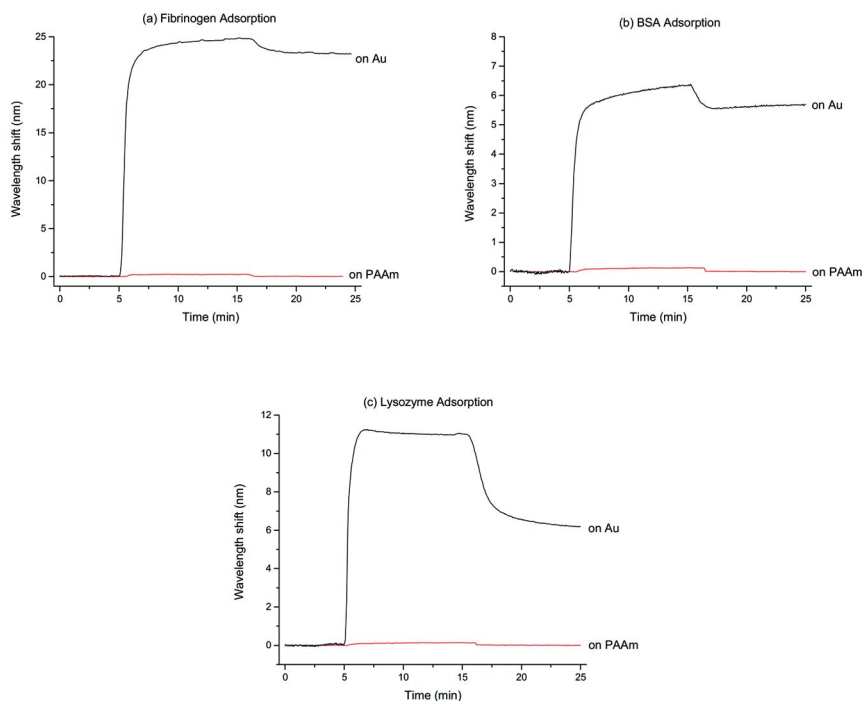 (a) Fibrinogen Adsorption
25
20
15
10
5
0
Wavelength shift (nm)
on Au
on PAAm
0 5 10 15 20 25
Time (min)
(b) BSA Adsorption
8
7
6
5
4
3
2
1
0
Wavelength shift (nm)
on Au
on PAAm
0 5 10 15 20 25
Time (min)
(c) Lysozyme Adsorption
12
10
8
6
4
2
0
Wavelength shift (nm)
on Au
on PAAm
0 5 10 15 20 25
Time (min)